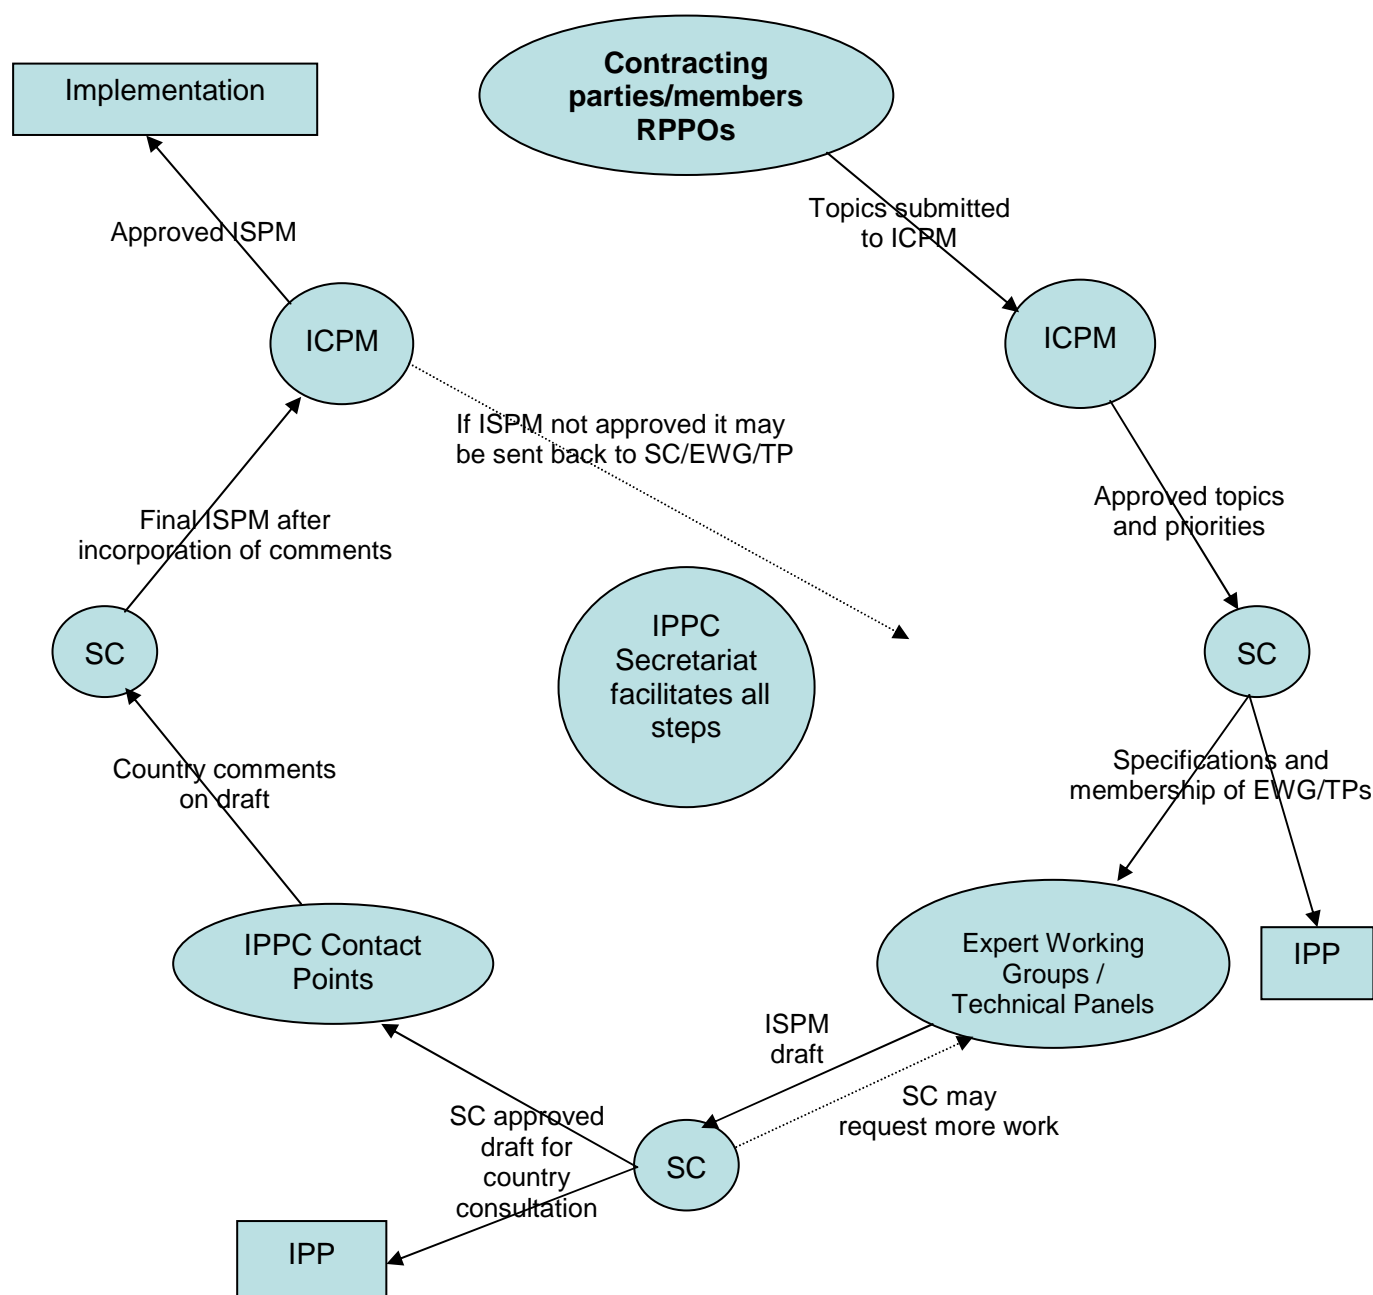 Contracting
parties/members
RPPOs
Implementation
Topics submitted
to ICPM
Approved ISPM
ICPM
ICPM
If ISPM not approved it may
be sent back to SC/EWG/TP
Approved topics
and priorities
Final ISPM after
incorporation of comments
IPPC
Secretariat
facilitates all
steps
SC
SC
Country comments
on draft
Specifications and
membership of EWG/TPs
IPPC Contact
Points
Expert Working
Groups /
Technical Panels
IPP
ISPM
draft
SC may
request more work
SC approved
draft for
country
consultation
SC
IPP